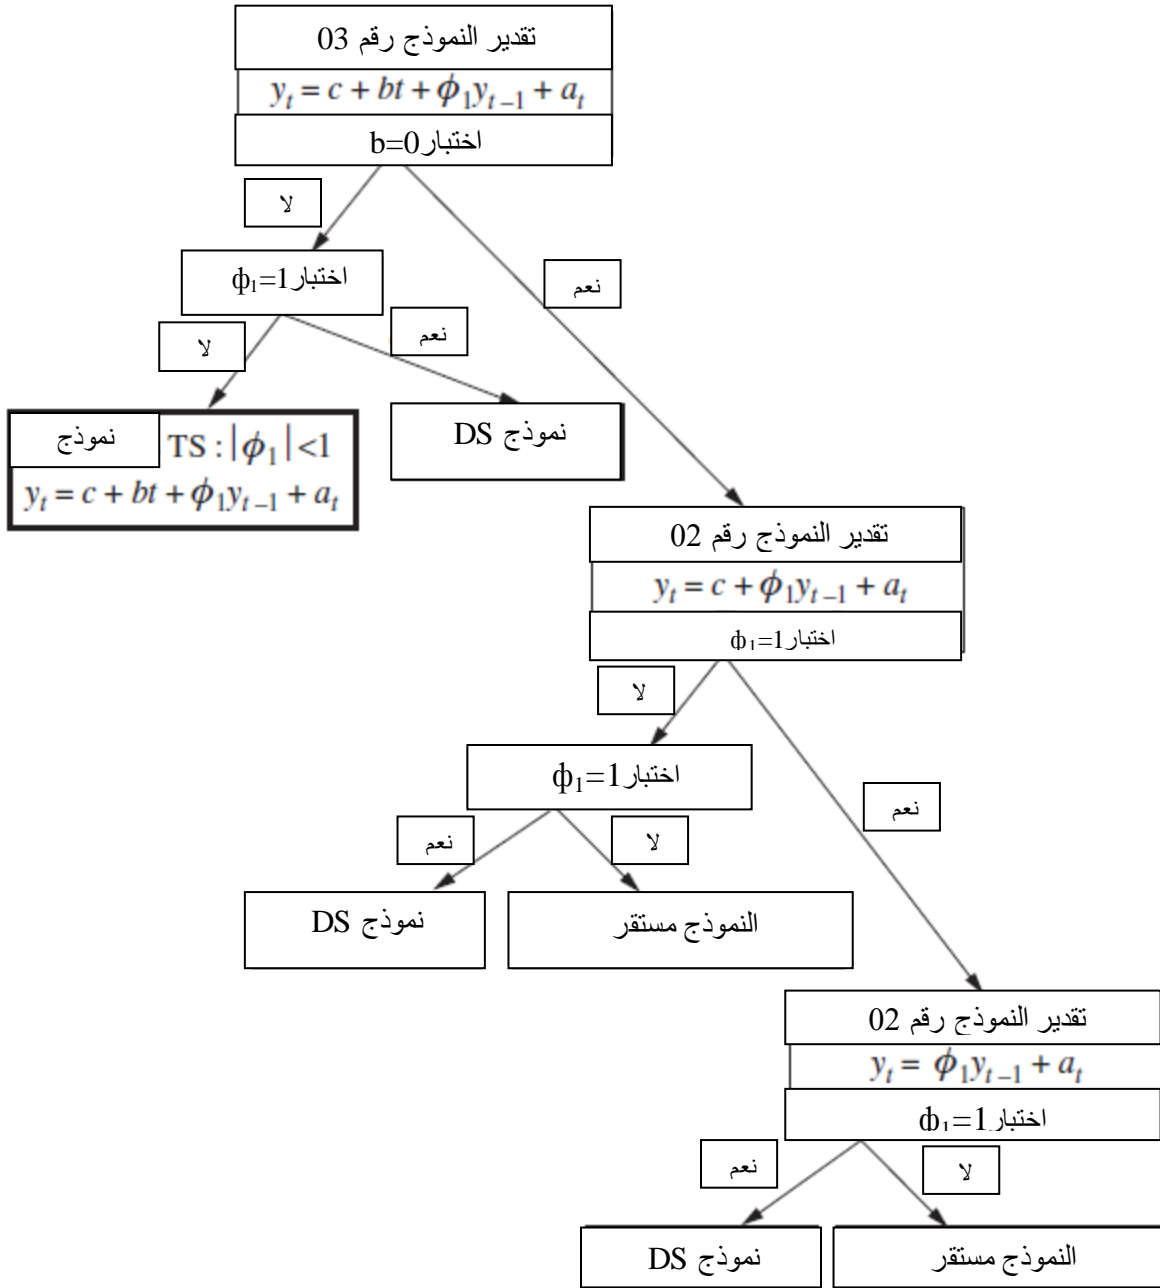 تقدير النموذج رقم 03
y_t = c + bt + ϕ_1 y_{t-1} + a_t
اختبار b=0
لا
نعم
اختبار ϕ₁=1
لا
نعم
نموذج TS : |ϕ_1| <1
y_t = c + bt + ϕ_1 y_{t-1} + a_t
نموذج DS
تقدير النموذج رقم 02
y_t = c + ϕ_1 y_{t-1} + a_t
اختبار ϕ₁=1
لا
نعم
اختبار ϕ₁=1
نعم
لا
نموذج DS
النموذج مستقر
تقدير النموذج رقم 02
y_t = ϕ_1 y_{t-1} + a_t
اختبار ϕ₁=1
نعم
لا
نموذج DS
النموذج مستقر